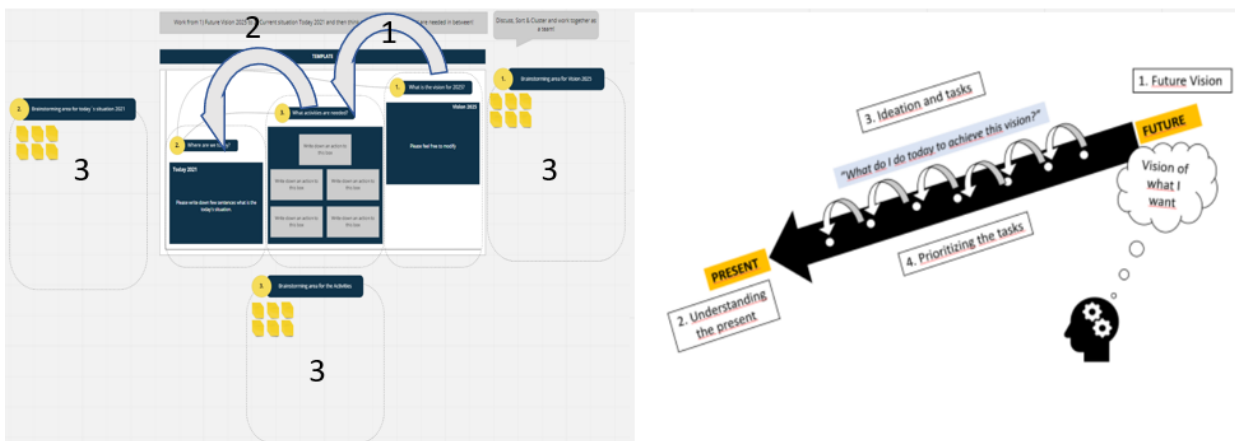 Work from 1) Future Vision 2025 to Current situation Today 2021 and then think are needed in between!
Discuss, Sort & Cluster and work together as
a team!
2
1
TEMPLATE
1.
Brainstorming area for Vision 2025
1.
What is the vision for 2025?
2.
Brainstorming area for today´s situation 2021
3.
What activities are needed?
Vision 2025
Please feel free to modify
2.
Where are we today?
Write down an action to
this box
Today 2021
Please write down few sentences what is the
today's situation.
Write down an action to
this box
Write down an action to
this box
Write down an action to
this box
Write down an action to
this box
3
3
3.
Brainstorming area for the Activities
3
1. Future Vision
3. Ideation and tasks
FUTURE
"What do I do today to achieve this vision?"
Vision of
what I
want
4. Prioritizing the tasks
PRESENT
2. Understanding
the present